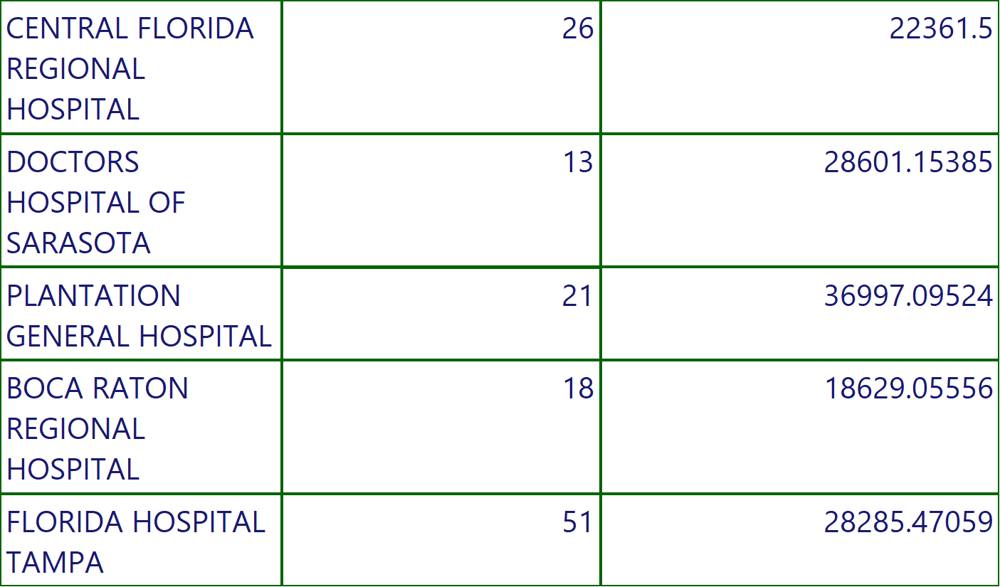 CENTRAL FLORIDA 26 22361.5
REGIONAL
HOSPITAL
DOCTORS 13 28601.15385
HOSPITAL OF
SARASOTA
PLANTATION 21 36997.09524
GENERAL HOSPITAL
BOCA RATON 18 18629.05556
REGIONAL
HOSPITAL
FLORIDA HOSPITAL 51 28285.47059
TAMPA